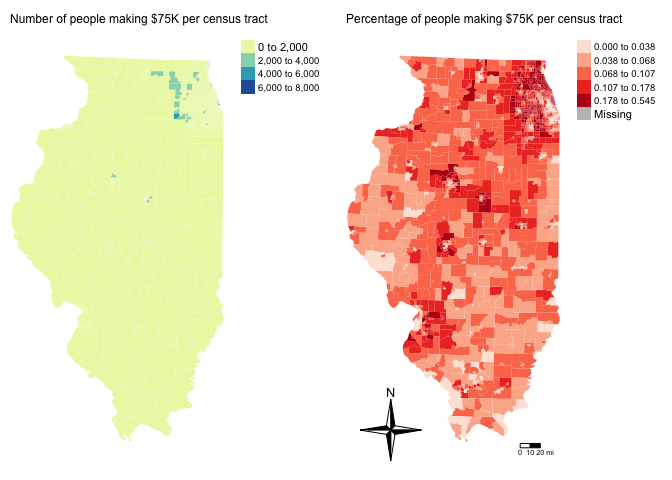 Number of people making $75K per census tract
0 to 2,000
2,000 to 4,000
4,000 to 6,000
6,000 to 8,000
Percentage of people making $75K per census tract
0.000 to 0.038
0.038 to 0.068
0.068 to 0.107
0.107 to 0.178
0.178 to 0.545
Missing
N
0 10 20 mi